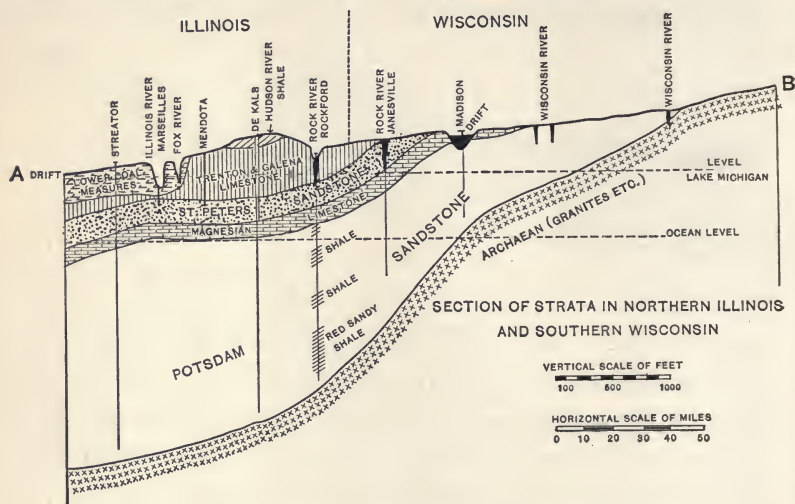 ILLINOIS
WISCONSIN
STREATOR
ILLINOIS RIVER
MARSEILLES
FOX RIVER
MENDOTA
DE KALB
HUDSON RIVER
SHALE
ROCK RIVER
ROCKFORD
ROCK RIVER
JANESVILLE
MADISON
DRIFT
WISCONSIN RIVER
WISCONSIN RIVER
A
B
DRIFT
LOWER COAL
MEASURES
TRENTON & GALENA
LIMESTONE
ST. PETERS SANDSTONE
MAGNESIAN LIMESTONE
SHALE
SHALE
RED SANDY
SHALE
POTSDAM SANDSTONE
ARCHAEAN (GRANITES ETC.)
LEVEL
LAKE MICHIGAN
OCEAN LEVEL
SECTION OF STRATA IN NORTHERN ILLINOIS
AND SOUTHERN WISCONSIN
VERTICAL SCALE OF FEET
100 500 1000
HORIZONTAL SCALE OF MILES
0 10 20 30 40 50